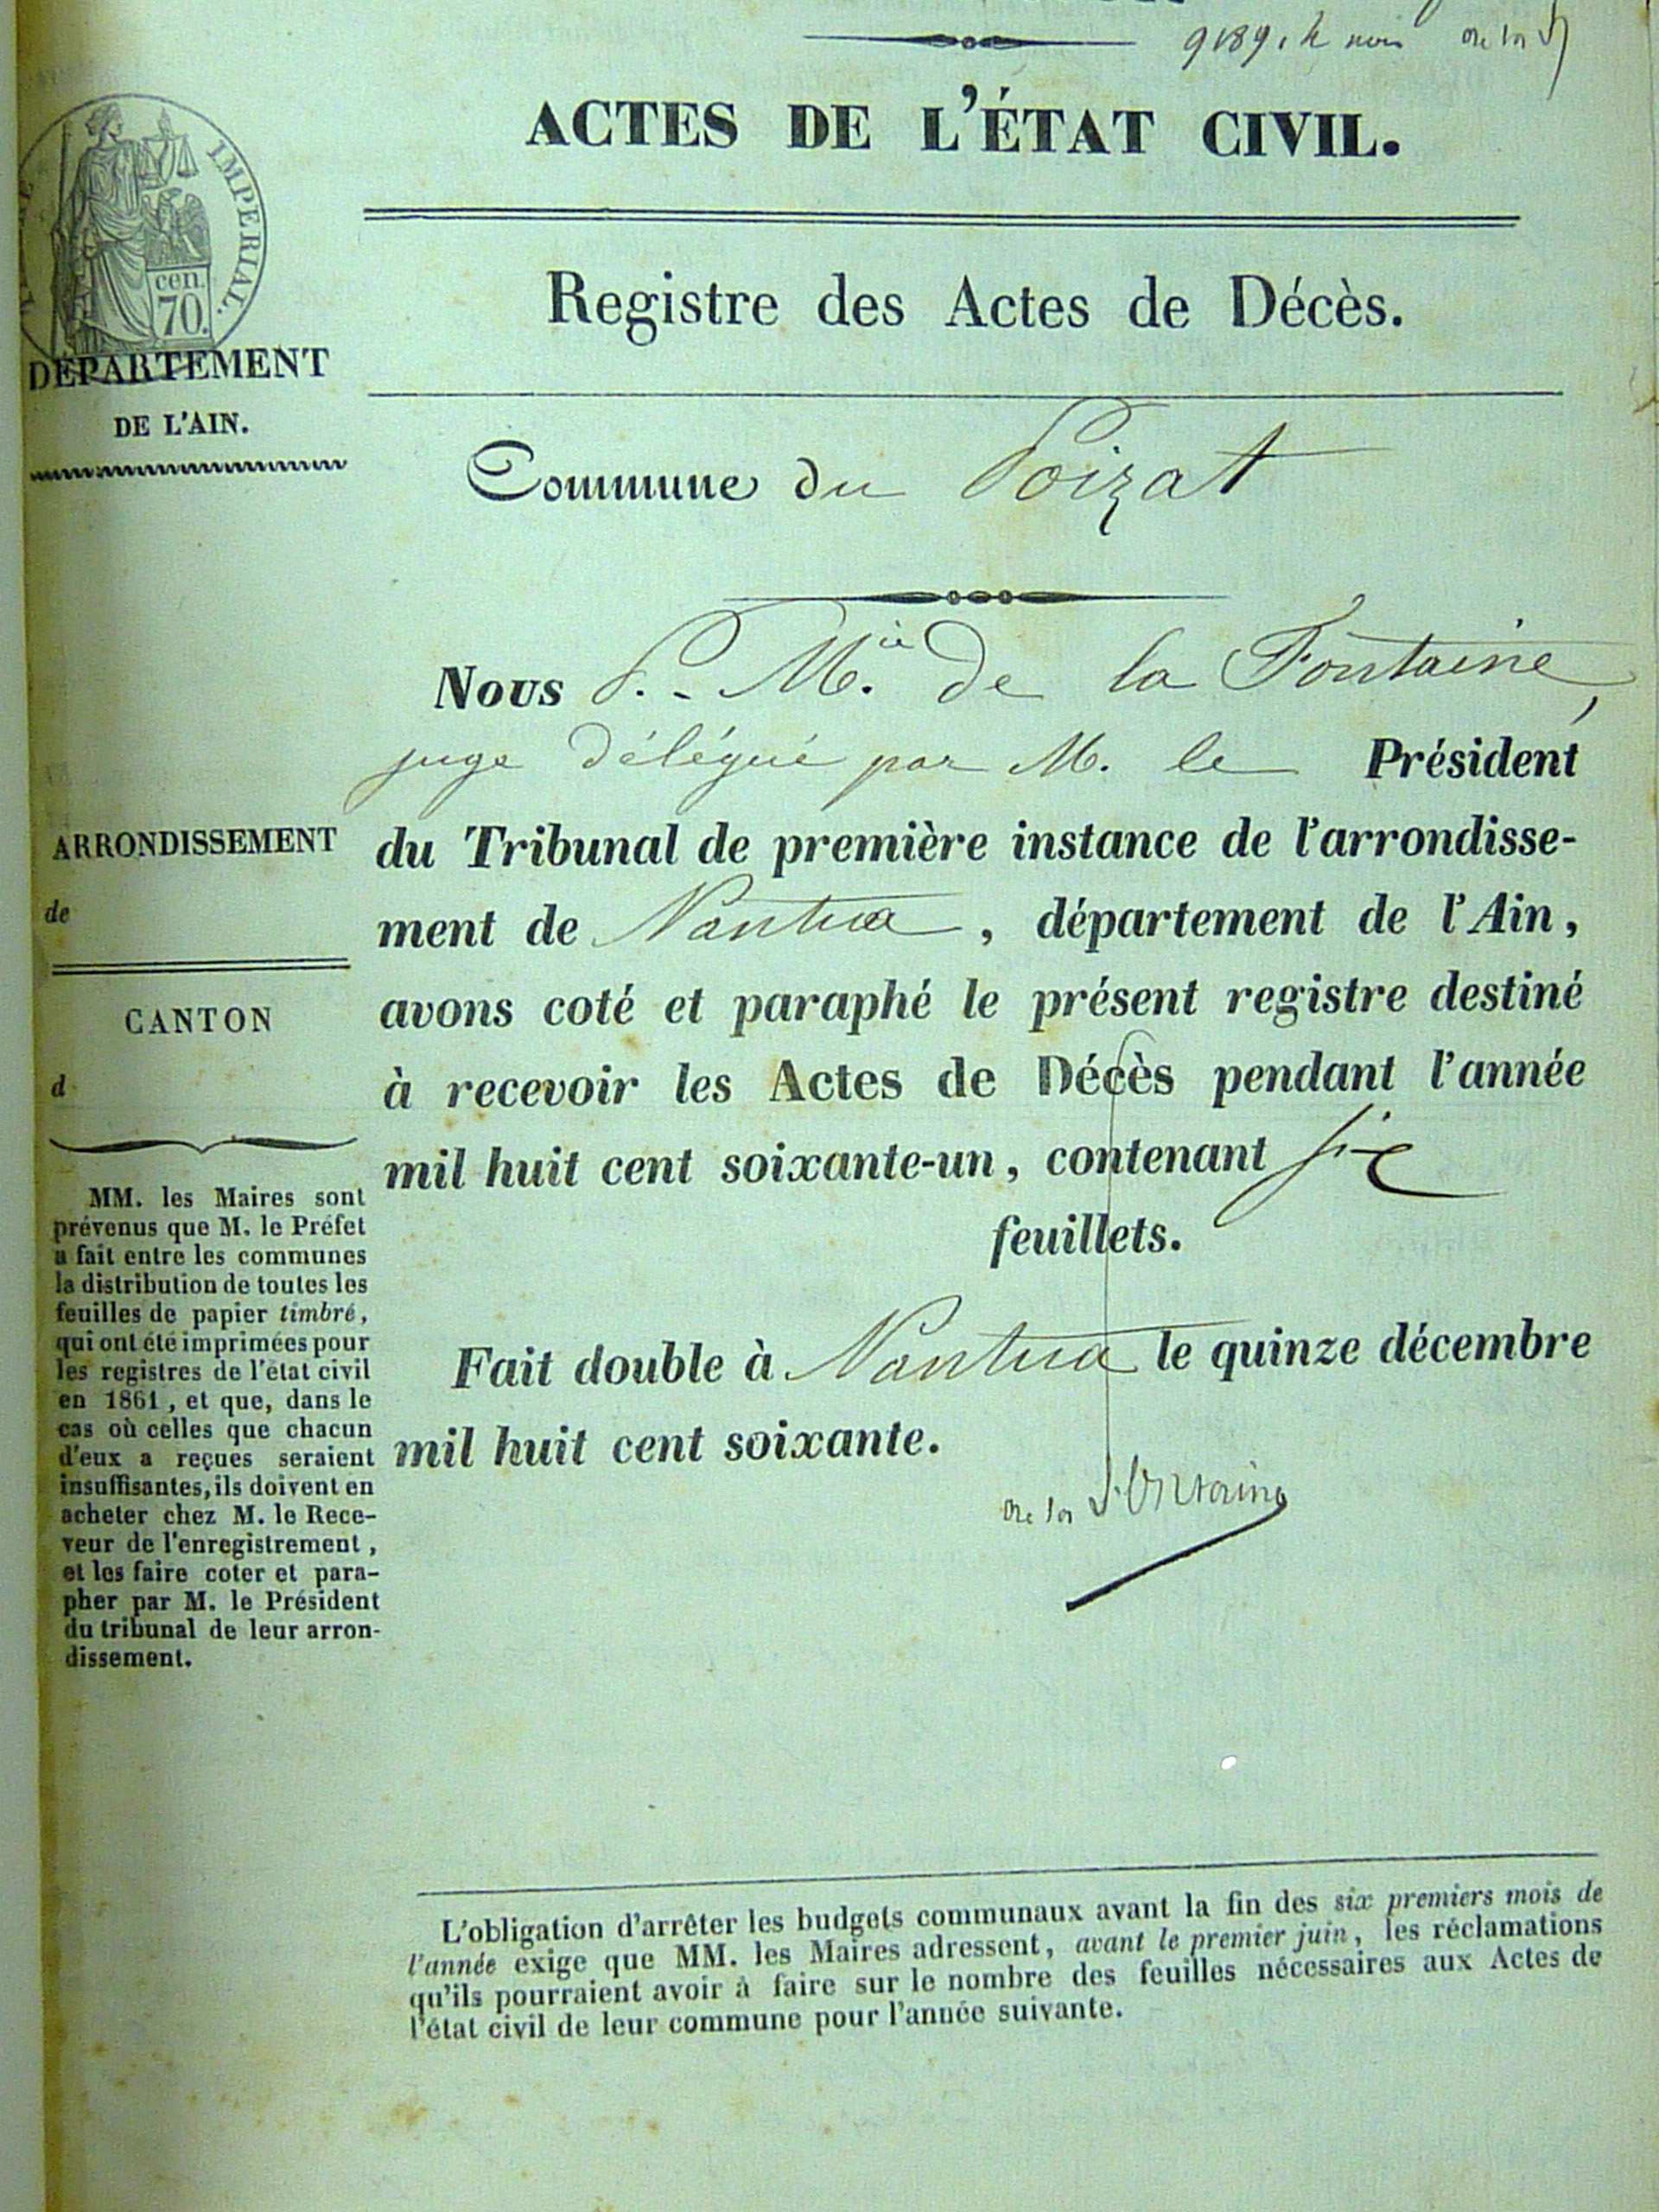 de la
ACTES DE L'ÉTAT CIVIL.
IMPÉRIAL.
cen.
70.
Registre des Actes de Décès.
DÉPARTEMENT
DE L'AIN.
Commune du Poizat
Nous P.- Mie de la Fontaine,
juge délégué par M. le Président
du Tribunal de première instance de l'arrondisse-
ment de Nantua, département de l'Ain,
avons coté et paraphé le présent registre destiné
à recevoir les Actes de Décès pendant l'année
mil huit cent soixante-un, contenant six
feuillets.
Fait double à Nantua le quinze décembre
mil huit cent soixante.
de la Fontaine
ARRONDISSEMENT
de
CANTON
d
MM. les Maires sont
prévenus que M. le Préfet
a fait entre les communes
la distribution de toutes les
feuilles de papier timbré,
qui ont été imprimées pour
les registres de l'état civil
en 1861, et que, dans le
cas où celles que chacun
d'eux a reçues seraient
insuffisantes, ils doivent en
acheter chez M. le Rece-
veur de l'enregistrement,
et les faire coter et para-
pher par M. le Président
du tribunal de leur arron-
dissement.
L'obligation d'arrêter les budgets communaux avant la fin des six premiers mois de
l'année exige que MM. les Maires adressent, avant le premier juin, les réclamations
qu'ils pourraient avoir à faire sur le nombre des feuilles nécessaires aux Actes de
l'état civil de leur commune pour l'année suivante.